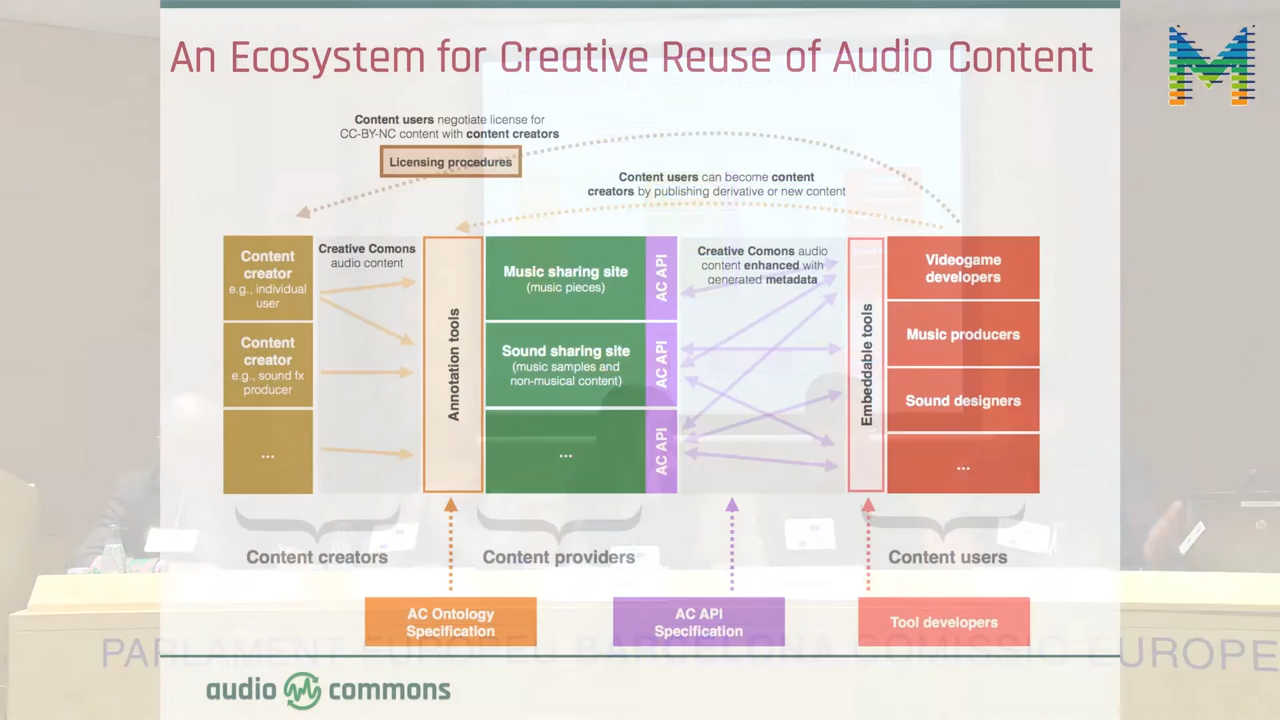 An Ecosystem for Creative Reuse of Audio Content
Content users negotiate license for
CC-BY-NC content with content creators
Licensing procedures
Content users can become content
creators by publishing derivative or new content
Content
creator
e.g., individual
user
Creative Comons
audio content
Annotation tools
Music sharing site
(music pieces)
AC API
Creative Comons audio
content enhanced with
generated metadata
Embeddable tools
Videogame
developers
Music producers
Content
creator
e.g., sound fx
producer
Sound sharing site
(music samples and
non-musical content)
AC API
Sound designers
...
...
AC API
...
Content creators
Content providers
Content users
AC Ontology
Specification
AC API
Specification
Tool developers
PARLAMENT EUROPEU BARCELONA COMISSIÓ EUROPE
audio commons